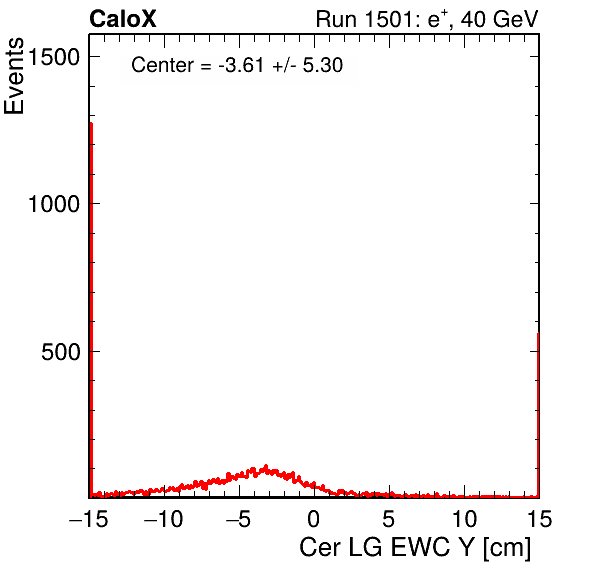 CaloX Run 1501: e⁺, 40 GeV
Events
Center = -3.61 +/- 5.30
1500
1000
500
−15 −10 −5 0 5 10 15
Cer LG EWC Y [cm]